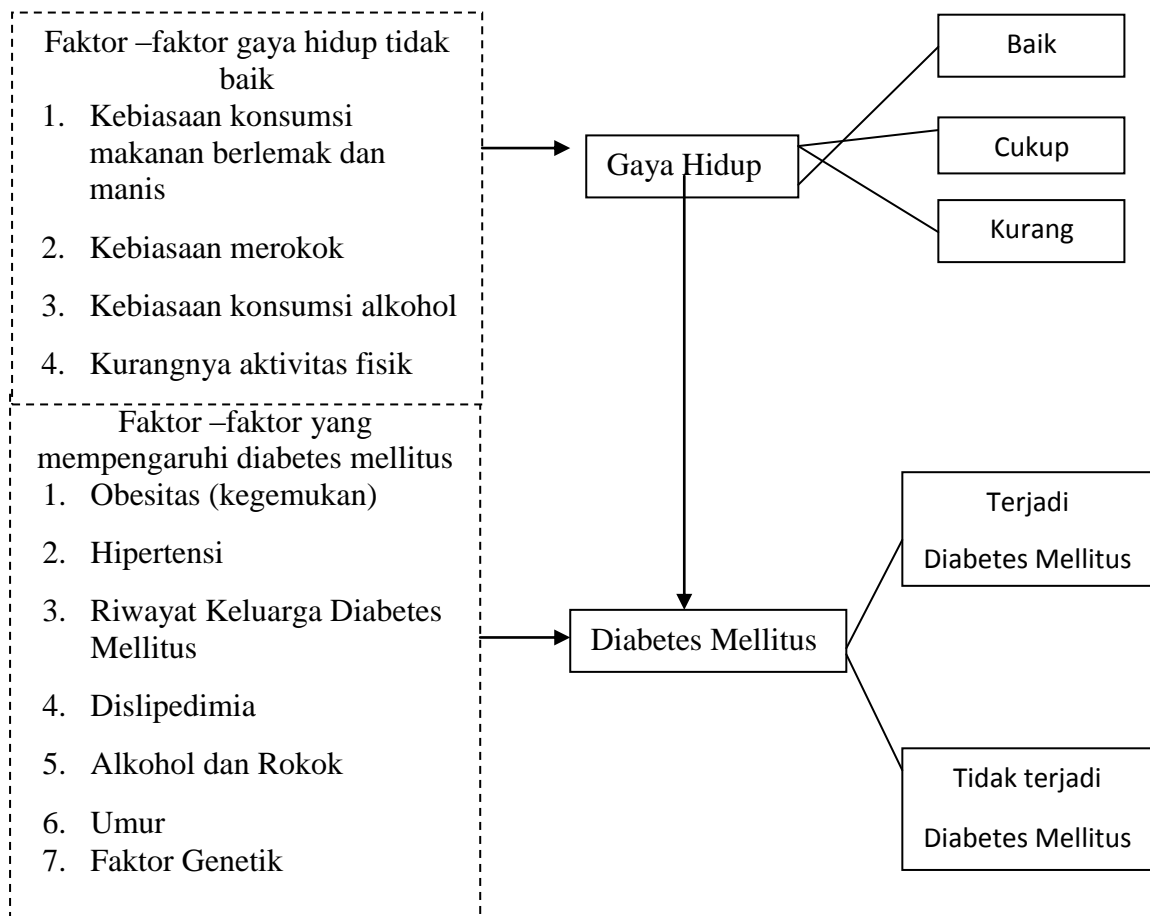 Faktor –faktor gaya hidup tidak
baik
1. Kebiasaan konsumsi
makanan berlemak dan
manis
2. Kebiasaan merokok
3. Kebiasaan konsumsi alkohol
4. Kurangnya aktivitas fisik
Gaya Hidup
Baik
Cukup
Kurang
Faktor –faktor yang
mempengaruhi diabetes mellitus
1. Obesitas (kegemukan)
2. Hipertensi
3. Riwayat Keluarga Diabetes
Mellitus
4. Dislipedimia
5. Alkohol dan Rokok
6. Umur
7. Faktor Genetik
Diabetes Mellitus
Terjadi
Diabetes Mellitus
Tidak terjadi
Diabetes Mellitus